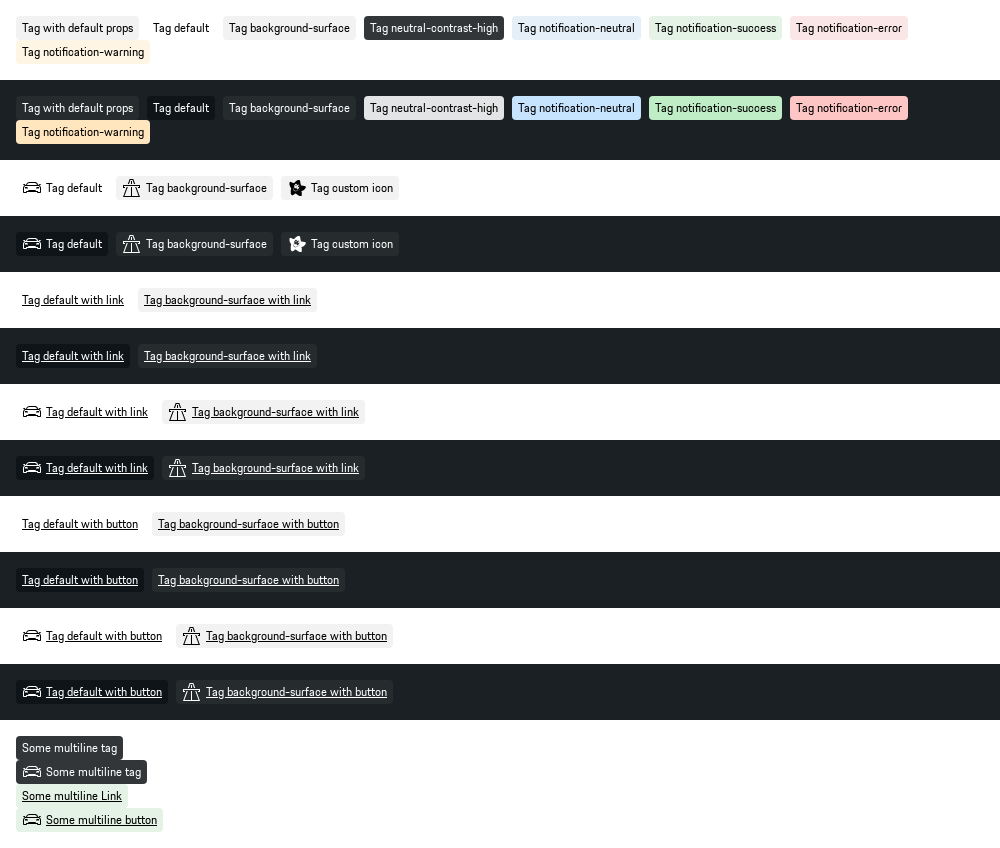 Tag with default props Tag default Tag background-surface Tag neutral-contrast-high Tag notification-neutral Tag notification-success Tag notification-error
Tag notification-warning
Tag with default props Tag default Tag background-surface Tag neutral-contrast-high Tag notification-neutral Tag notification-success Tag notification-error
Tag notification-warning
Tag default Tag background-surface Tag custom icon
Tag default Tag background-surface Tag custom icon
Tag default with link Tag background-surface with link
Tag default with link Tag background-surface with link
Tag default with link Tag background-surface with link
Tag default with link Tag background-surface with link
Tag default with button Tag background-surface with button
Tag default with button Tag background-surface with button
Tag default with button Tag background-surface with button
Tag default with button Tag background-surface with button
Some multiline tag
Some multiline tag
Some multiline Link
Some multiline button